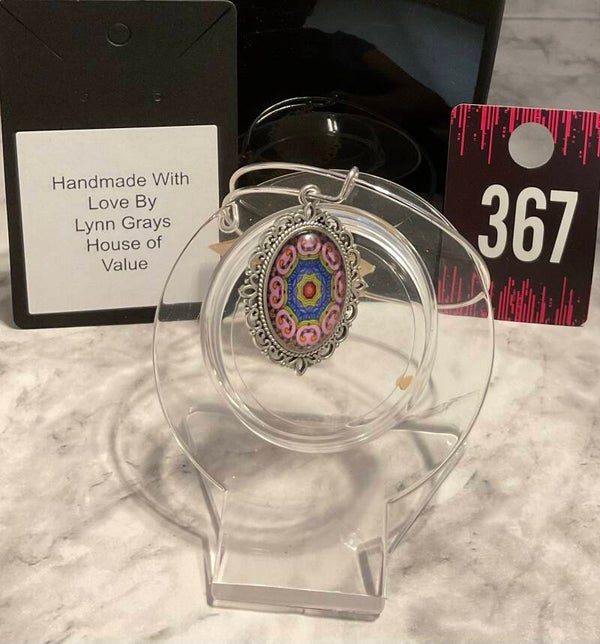 Handmade With
Love By
Lynn Grays
House of
Value
367